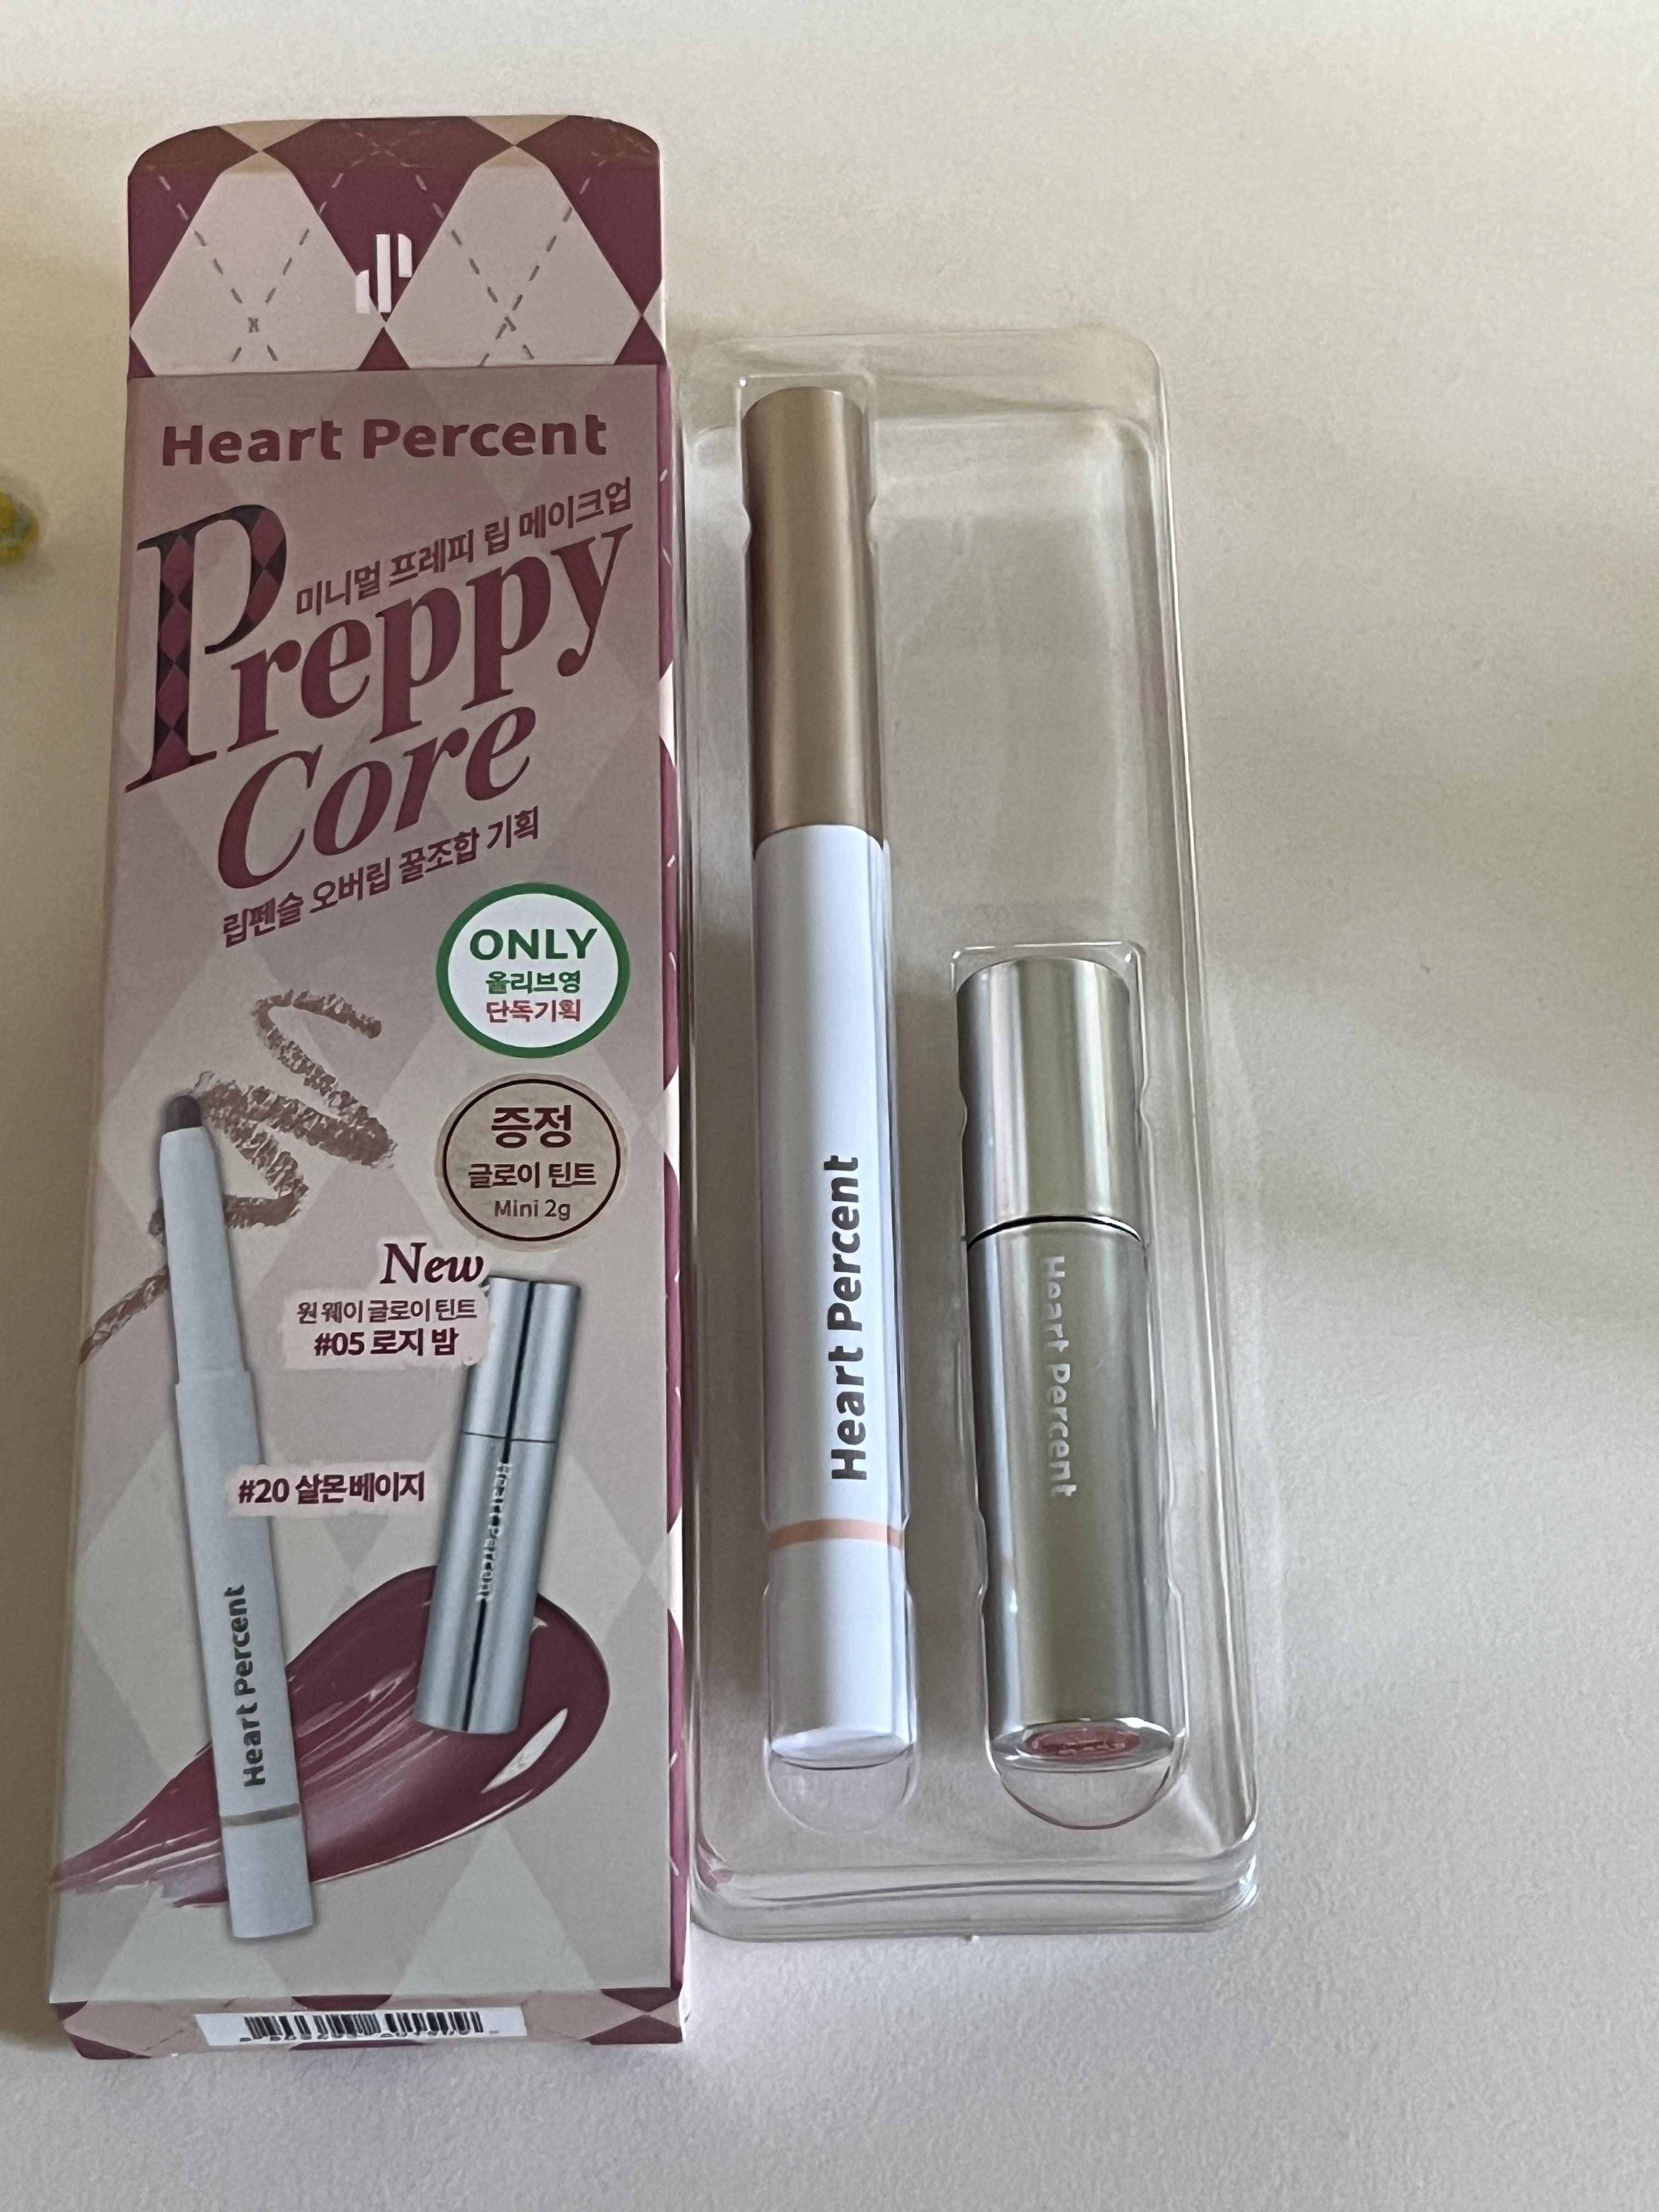 Heart Percent
미니멀 프레피 립 메이크업
Preppy
Core
립펜슬 오버립 꿀조합 기획
ONLY
올리브영
단독기획
증정
글로이 틴트
Mini 2g
New
원 웨이 글로이 틴트
#05 로지 밤
#20 살몬 베이지
Heart Percent
Heart Percent
Heart Percent
Heart Percent